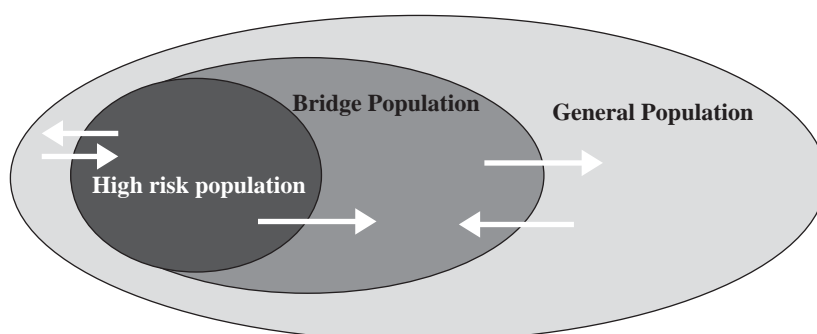 Bridge Population
General Population
High risk population